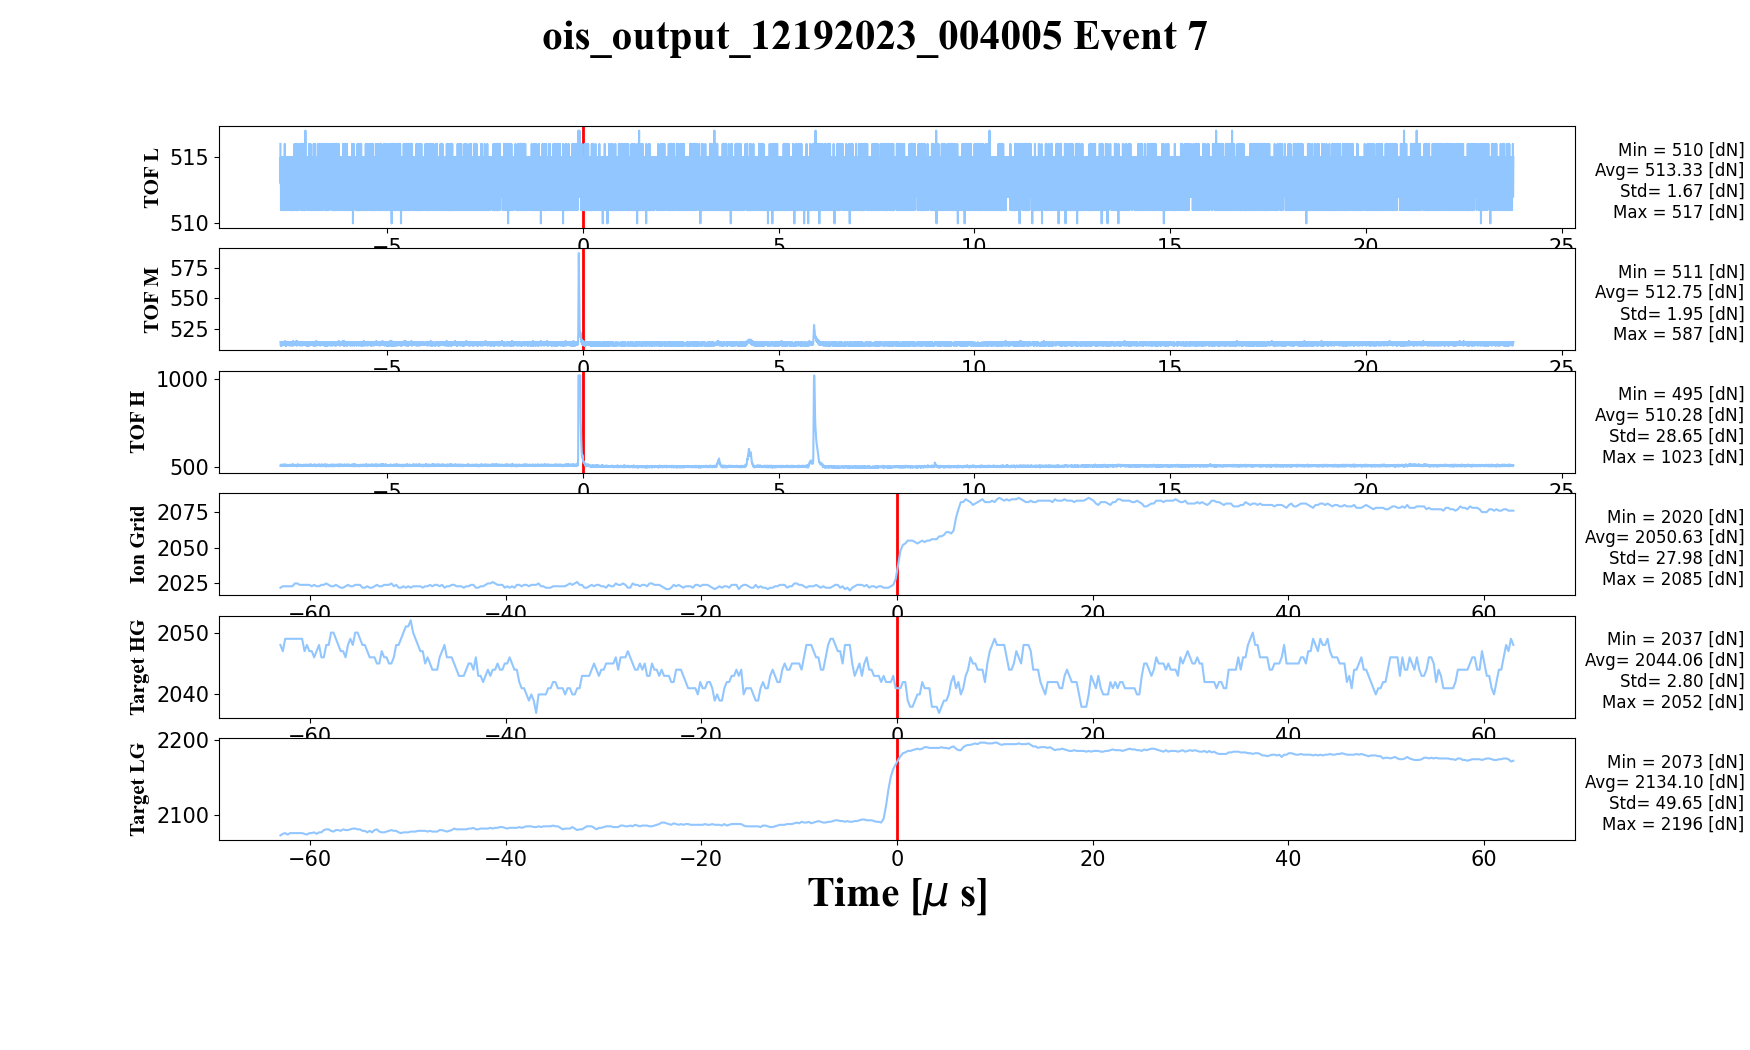 ois_output_12192023_004005 Event 7
TOF L
515
510
−5
0
5
10
15
20
25
Min = 510 [dN]
Avg= 513.33 [dN]
Std= 1.67 [dN]
Max = 517 [dN]
TOF M
575
550
525
−5
0
5
10
15
20
25
Min = 511 [dN]
Avg= 512.75 [dN]
Std= 1.95 [dN]
Max = 587 [dN]
TOF H
1000
500
−5
0
5
10
15
20
25
Min = 495 [dN]
Avg= 510.28 [dN]
Std= 28.65 [dN]
Max = 1023 [dN]
Ion Grid
2075
2050
2025
−60
−40
−20
0
20
40
60
Min = 2020 [dN]
Avg= 2050.63 [dN]
Std= 27.98 [dN]
Max = 2085 [dN]
Target HG
2050
2040
−60
−40
−20
0
20
40
60
Min = 2037 [dN]
Avg= 2044.06 [dN]
Std= 2.80 [dN]
Max = 2052 [dN]
Target LG
2200
2100
−60
−40
−20
0
20
40
60
Min = 2073 [dN]
Avg= 2134.10 [dN]
Std= 49.65 [dN]
Max = 2196 [dN]
Time [μ s]